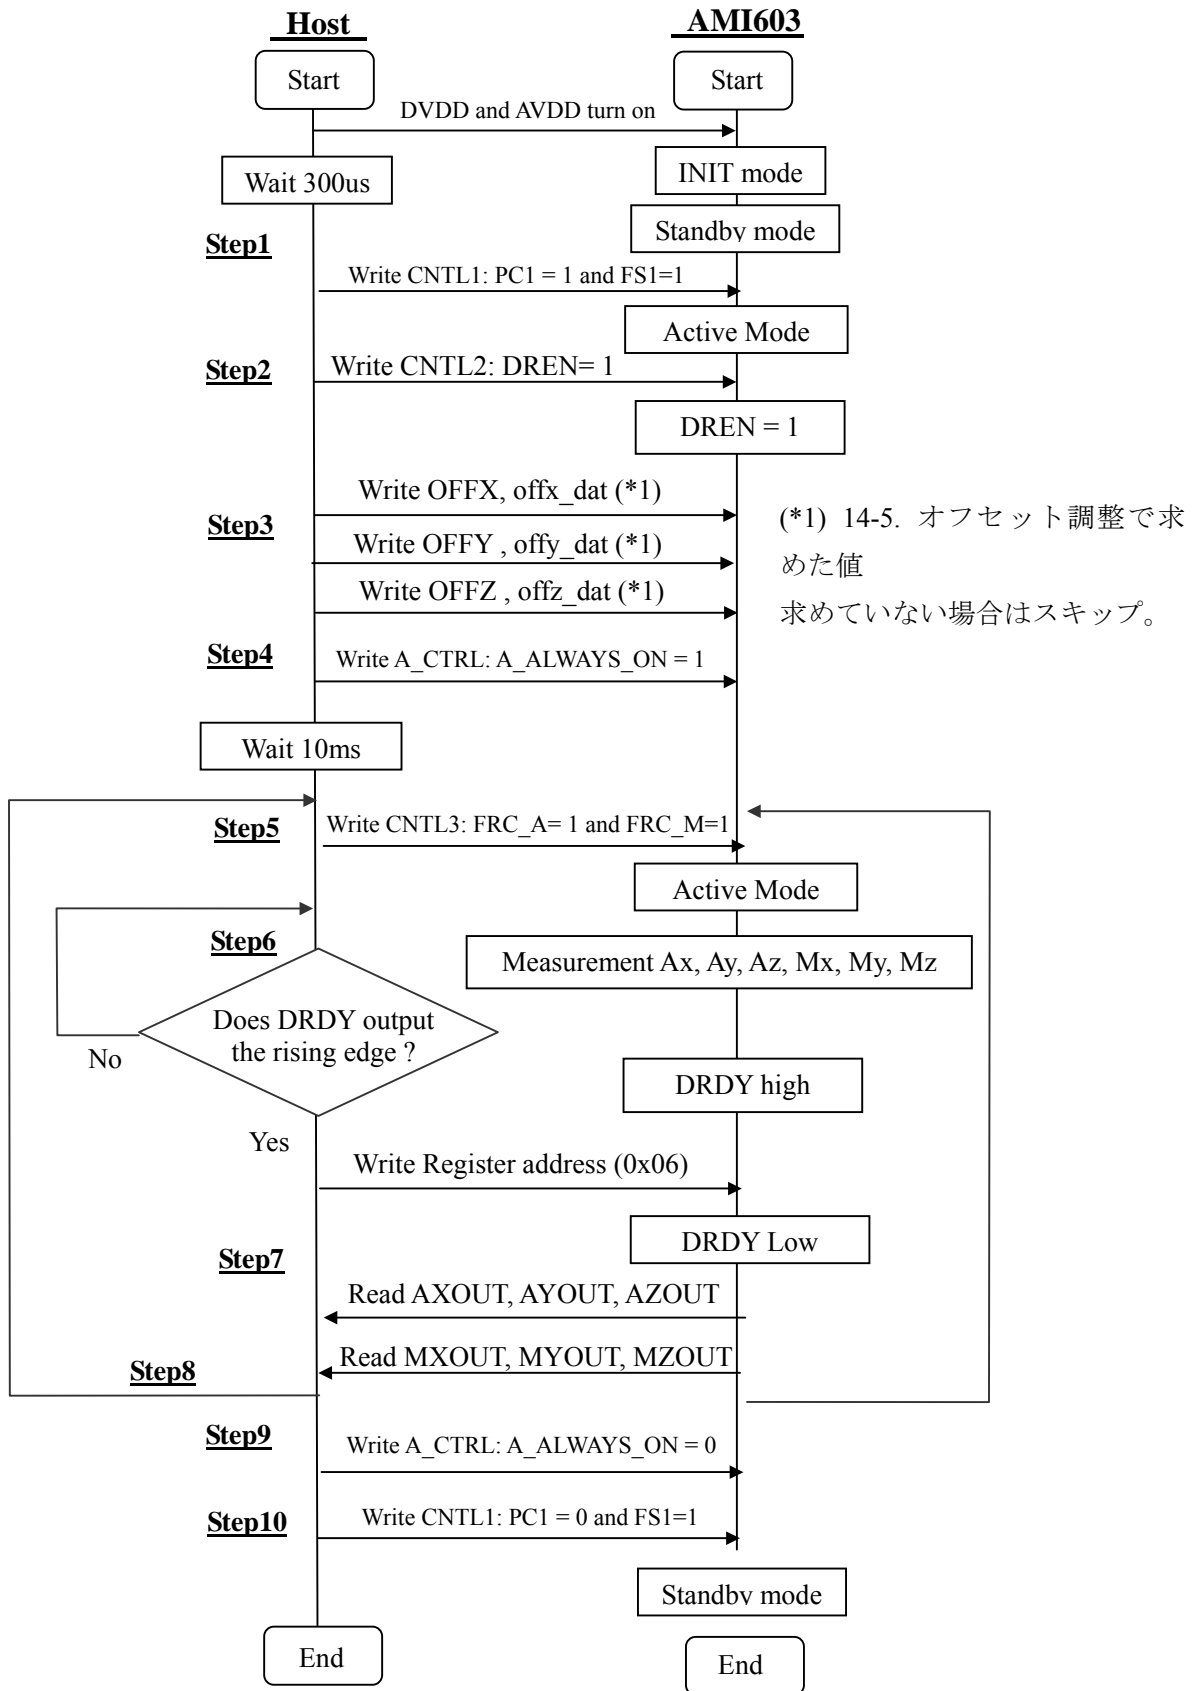 Host
AMI603
Start
Start
DVDD and AVDD turn on
Wait 300us
INIT mode
Standby mode
Step1
Write CNTL1: PC1 = 1 and FS1=1
Active Mode
Step2
Write CNTL2: DREN= 1
DREN = 1
Write OFFX, offx_dat (*1)
Step3
Write OFFY , offy_dat (*1)
Write OFFZ , offz_dat (*1)
(*1) 14-5. オフセット調整で求
めた値
求めていない場合はスキップ。
Step4
Write A_CTRL: A_ALWAYS_ON = 1
Wait 10ms
Step5
Write CNTL3: FRC_A= 1 and FRC_M=1
Active Mode
Step6
Measurement Ax, Ay, Az, Mx, My, Mz
Does DRDY output
the rising edge ?
No
DRDY high
Yes
Write Register address (0x06)
DRDY Low
Step7
Read AXOUT, AYOUT, AZOUT
Read MXOUT, MYOUT, MZOUT
Step8
Step9
Write A_CTRL: A_ALWAYS_ON = 0
Step10
Write CNTL1: PC1 = 0 and FS1=1
Standby mode
End
End